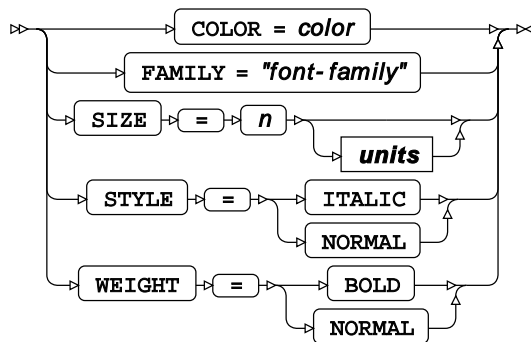 COLOR = color
FAMILY = "font-family"
SIZE = n
units
STYLE = ITALIC
NORMAL
WEIGHT = BOLD
NORMAL